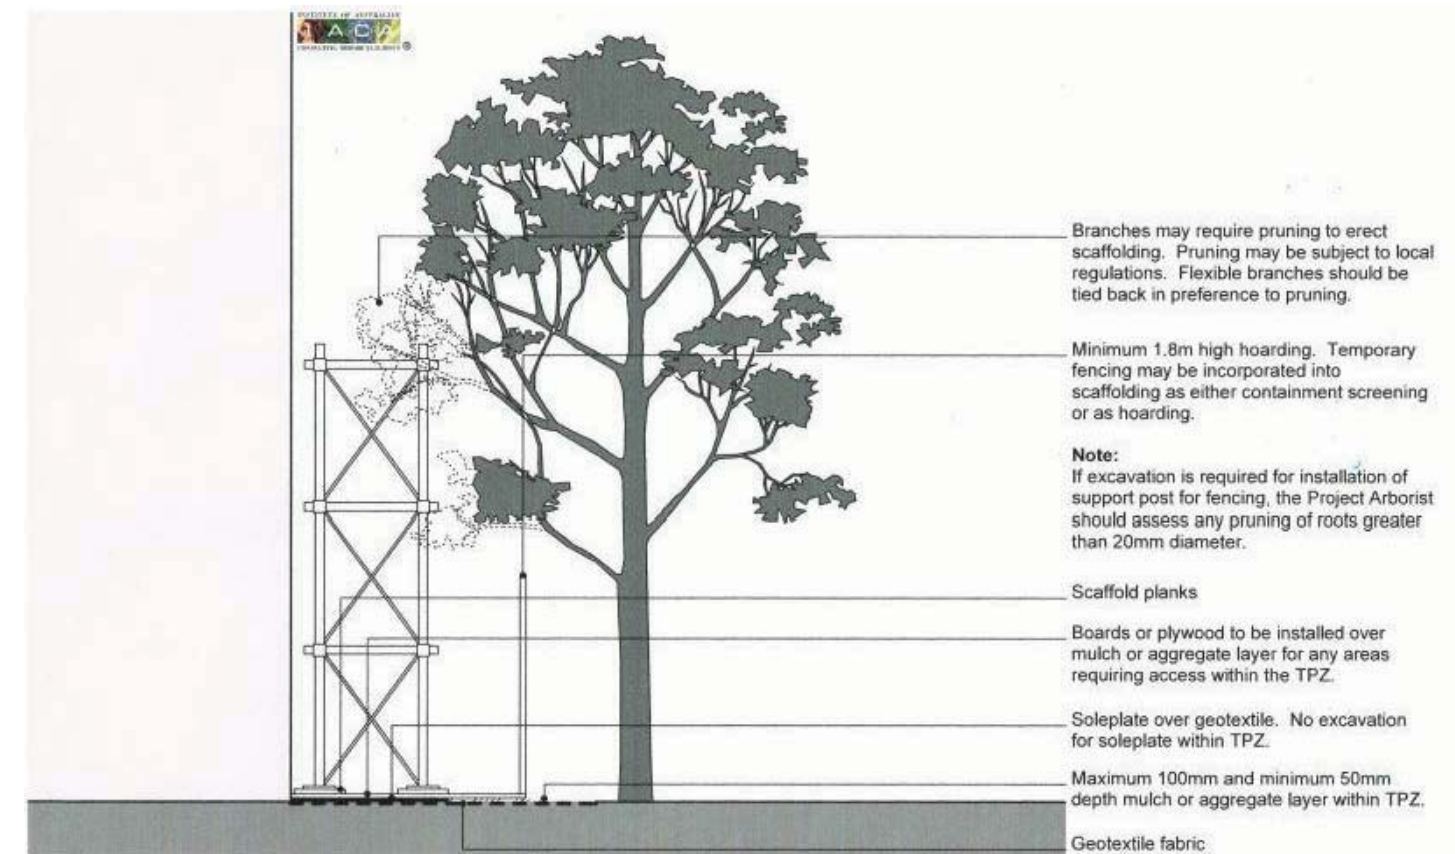 INSTITUTE OF AUSTRALIAN
IACA
®
Branches may require pruning to erect
scaffolding. Pruning may be subject to local
regulations. Flexible branches should be
tied back in preference to pruning.
Minimum 1.8m high hoarding. Temporary
fencing may be incorporated into
scaffolding as either containment screening
or as hoarding.
Note:
If excavation is required for installation of
support post for fencing, the Project Arborist
should assess any pruning of roots greater
than 20mm diameter.
Scaffold planks
Boards or plywood to be installed over
mulch or aggregate layer for any areas
requiring access within the TPZ.
Soleplate over geotextile. No excavation
for soleplate within TPZ.
Maximum 100mm and minimum 50mm
depth mulch or aggregate layer within TPZ.
Geotextile fabric